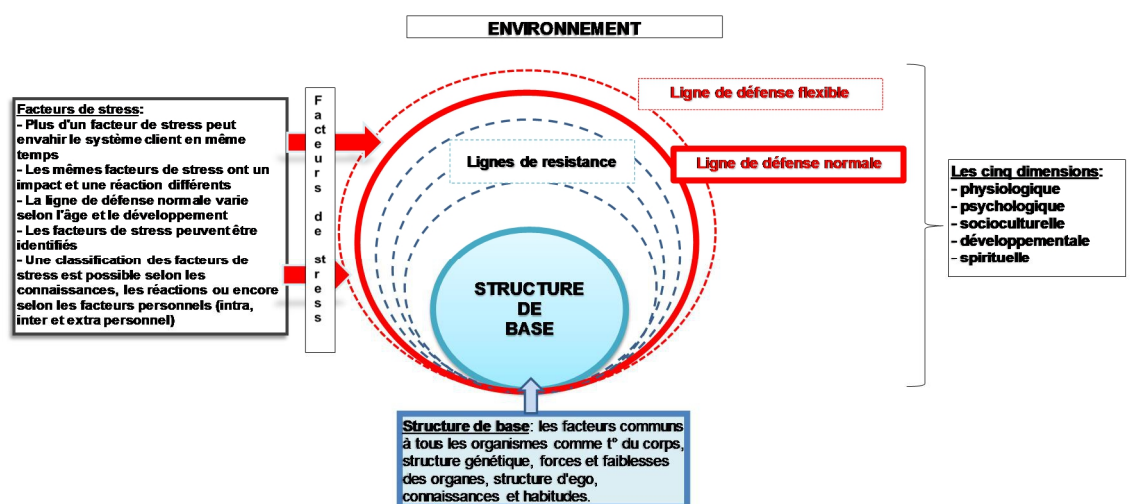 ENVIRONNEMENT
Facteurs de stress:
- Plus d'un facteur de stress peut
envahir le système client en même
temps
- Les mêmes facteurs de stress ont un
impact et une réaction différents
- La ligne de défense normale varie
selon l'âge et le développement
- Les facteurs de stress peuvent être
identifiés
- Une classification des facteurs de
stress est possible selon les
connaissances, les réactions ou encore
selon les facteurs personnels (intra,
inter et extra personnel)
Facteurs de stress
Ligne de défense flexible
Lignes de resistance
Ligne de défense normale
STRUCTURE
DE
BASE
Les cinq dimensions:
- physiologique
- psychologique
- socioculturelle
- développementale
- spirituelle
Structure de base: les facteurs communs
à tous les organismes comme t° du corps,
structure génétique, forces et faiblesses
des organes, structure d'ego,
connaissances et habitudes.